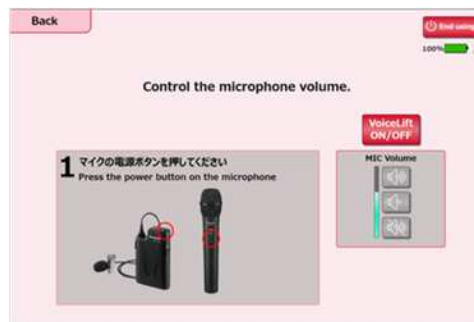 Back
End using
100%
Control the microphone volume.
VoiceLift
ON/OFF
1 マイクの電源ボタンを押してください
Press the power button on the microphone
MIC Volume